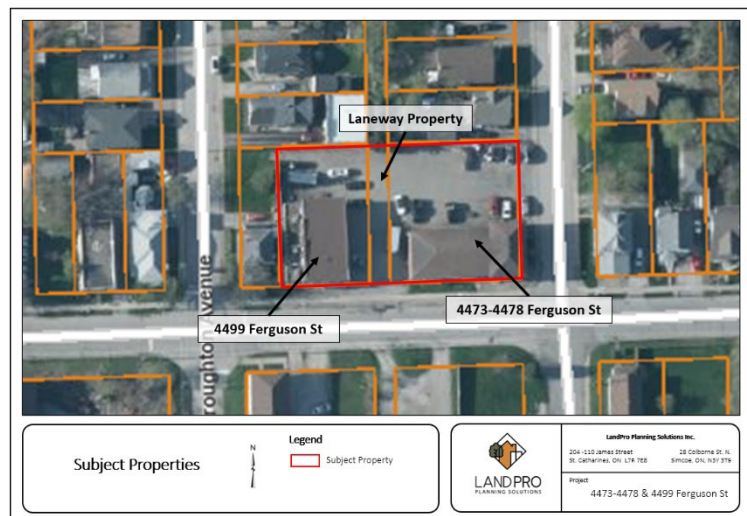 Laneway Property
4499 Ferguson St
4473-4478 Ferguson St
roughton Avenue
Subject Properties
N
Legend
Subject Property
LANDPRO
PLANNING SOLUTIONS
LandPro Planning Solutions Inc.
204 -110 James Street
St. Catharines, ON L7R 7E8
28 Colborne St. N.
Simcoe, ON, N3Y 3T9
Project
4473-4478 & 4499 Ferguson St